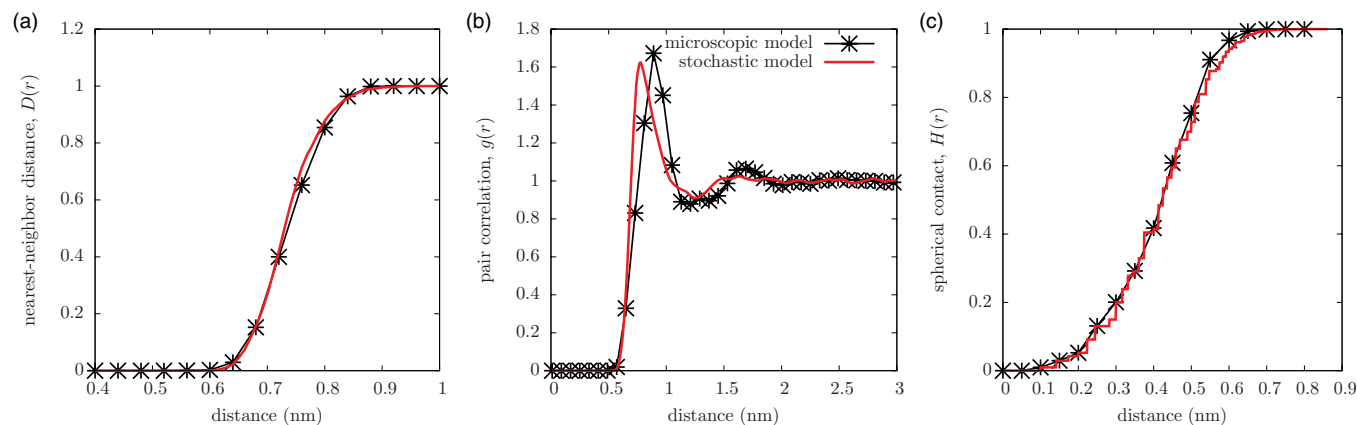 (a)
nearest-neighbor distance, D(r)
1.2
1
0.8
0.6
0.4
0.2
0
0.4 0.5 0.6 0.7 0.8 0.9 1
distance (nm)
(b)
pair correlation, g(r)
1.8
1.6
1.4
1.2
1
0.8
0.6
0.4
0.2
0
microscopic model
stochastic model
0 0.5 1 1.5 2 2.5 3
distance (nm)
(c)
spherical contact, H(r)
1
0.8
0.6
0.4
0.2
0
0 0.1 0.2 0.3 0.4 0.5 0.6 0.7 0.8 0.9
distance (nm)